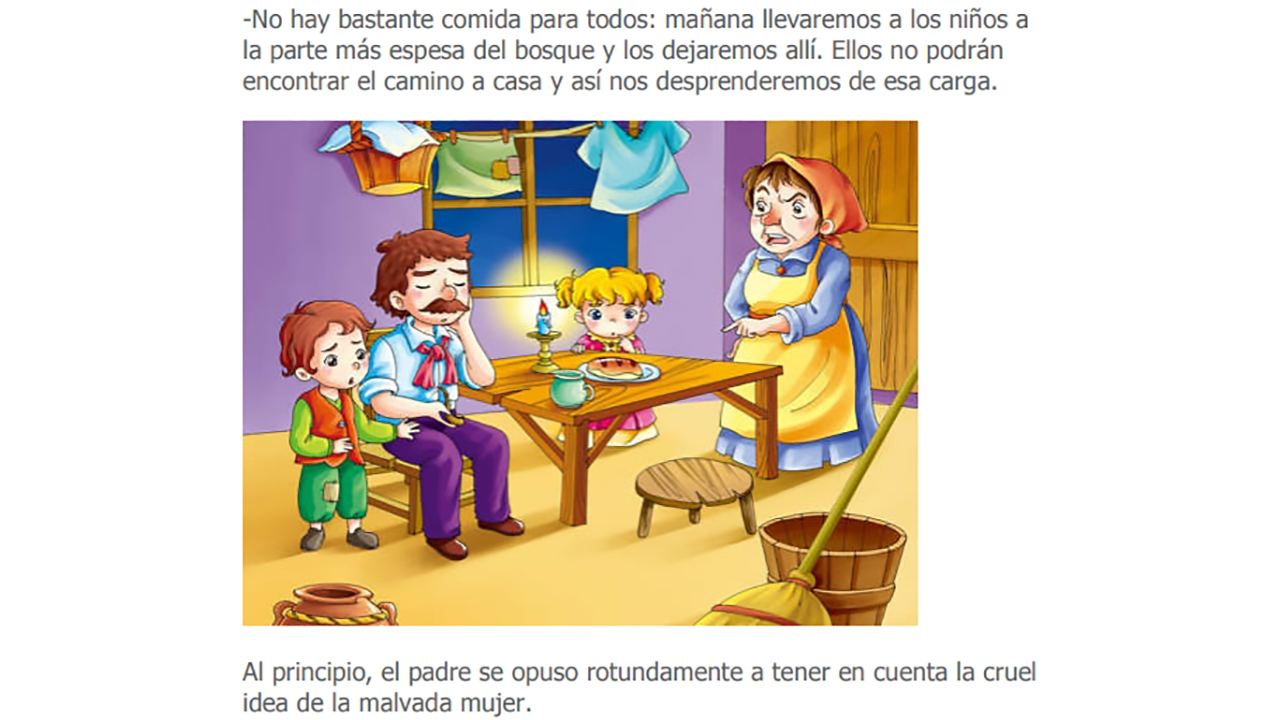 -No hay bastante comida para todos: mañana llevaremos a los niños a
la parte más espesa del bosque y los dejaremos allí. Ellos no podrán
encontrar el camino a casa y así nos desprenderemos de esa carga.
Al principio, el padre se opuso rotundamente a tener en cuenta la cruel
idea de la malvada mujer.